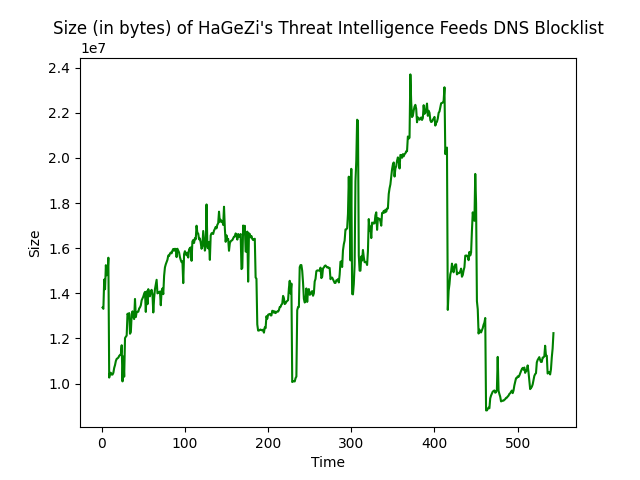 Size (in bytes) of HaGeZi's Threat Intelligence Feeds DNS Blocklist
1e7
2.4
2.2
2.0
1.8
1.6
1.4
1.2
1.0
Size
0 100 200 300 400 500
Time